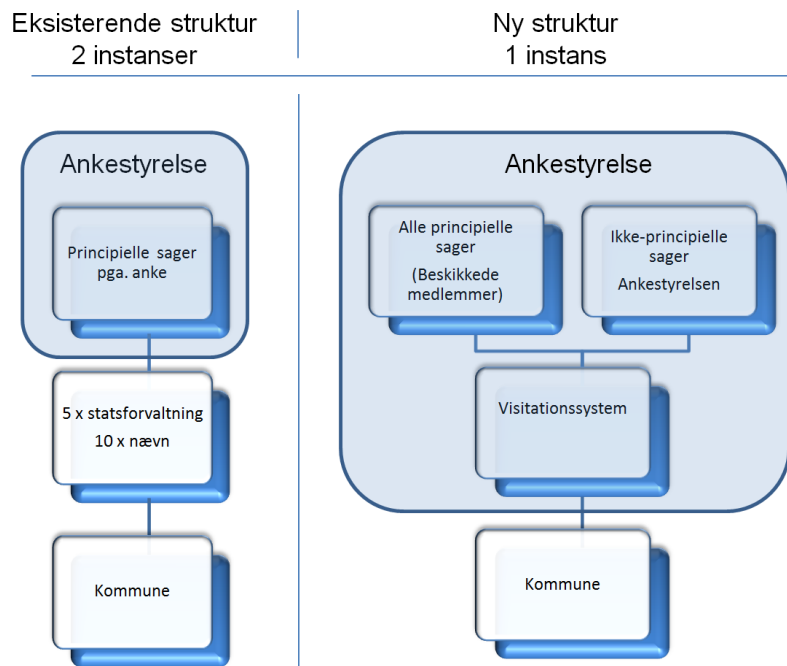 Eksisterende struktur
2 instanser
Ny struktur
1 instans
Ankestyrelse
Principielle sager
pga. anke
5 x statsforvaltning
10 x nævn
Kommune
Ankestyrelse
Alle principielle
sager
(Beskikkede
medlemmer)
Ikke-principielle
sager
Ankestyrelsen
Visitationssystem
Kommune